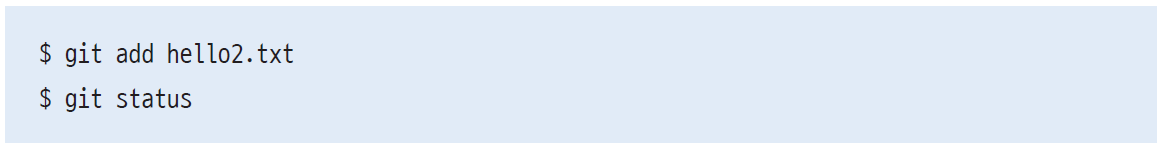 $ git add hello2.txt
$ git status